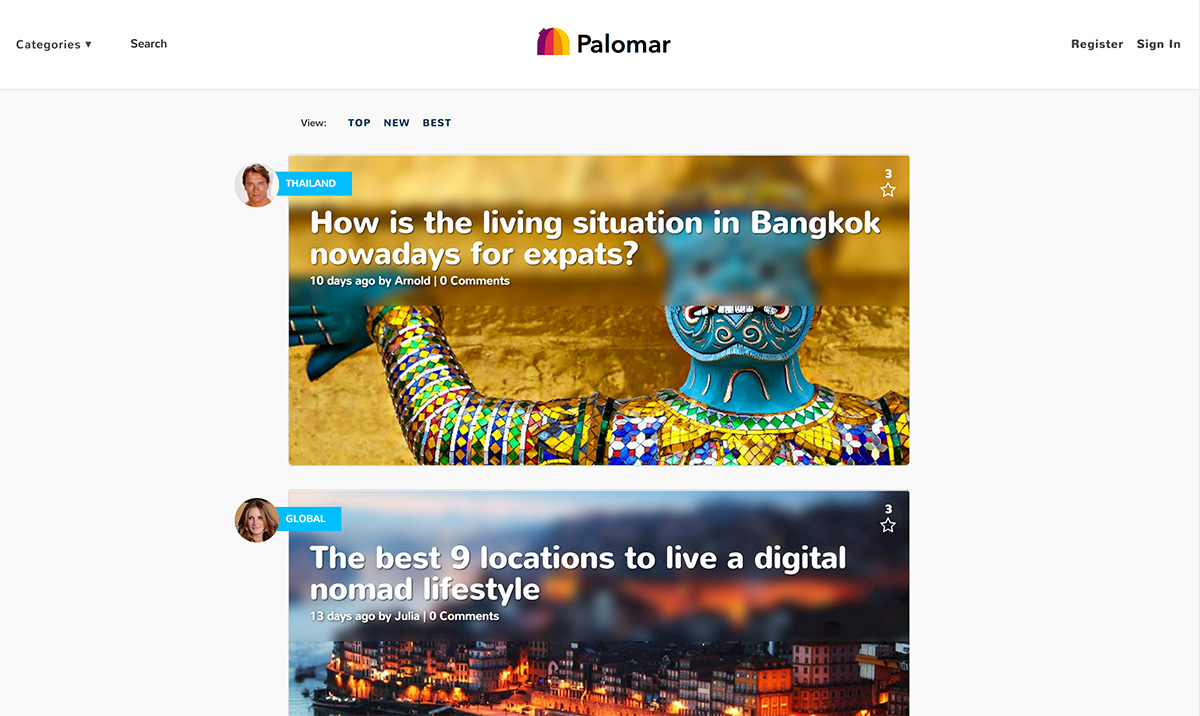 Categories ▼ Search Palomar Register Sign In
View: TOP NEW BEST
THAILAND
3
How is the living situation in Bangkok
nowadays for expats?
10 days ago by Arnold | 0 Comments
GLOBAL
3
The best 9 locations to live a digital
nomad lifestyle
13 days ago by Julia | 0 Comments